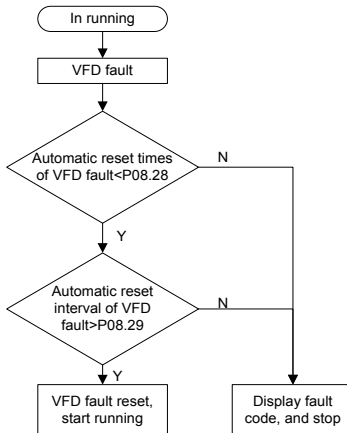 In running
VFD fault
Automatic reset times
of VFD fault<P08.28
N
Y
Automatic reset
interval of VFD
fault>P08.29
N
Y
VFD fault reset,
start running
Display fault
code, and stop